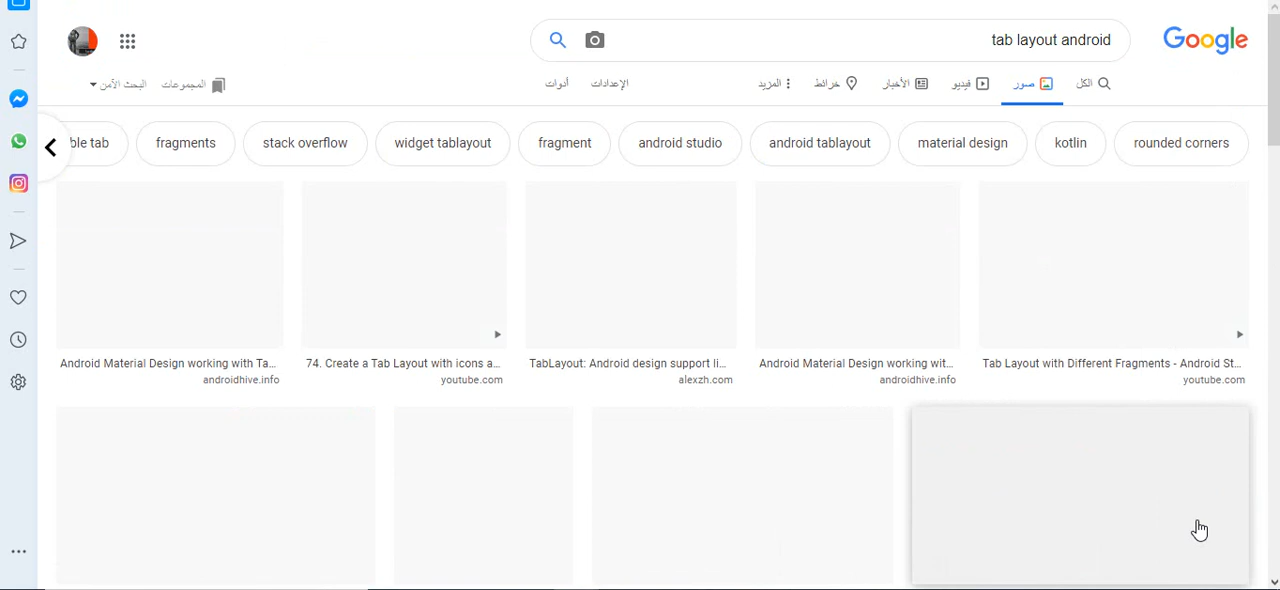 tab layout android
Google
الكل
صور
فيديو
الأخبار
خرائط
المزيد
الإعدادات
أدوات
المجموعات
البحث الآمن
rounded corners
kotlin
material design
android tablayout
android studio
fragment
widget tablayout
stack overflow
fragments
ble tab
Tab Layout with Different Fragments - Android St...
youtube.com
Android Material Design working wit...
androidhive.info
TabLayout: Android design support li...
alexzh.com
74. Create a Tab Layout with icons a...
youtube.com
Android Material Design working with Ta...
androidhive.info